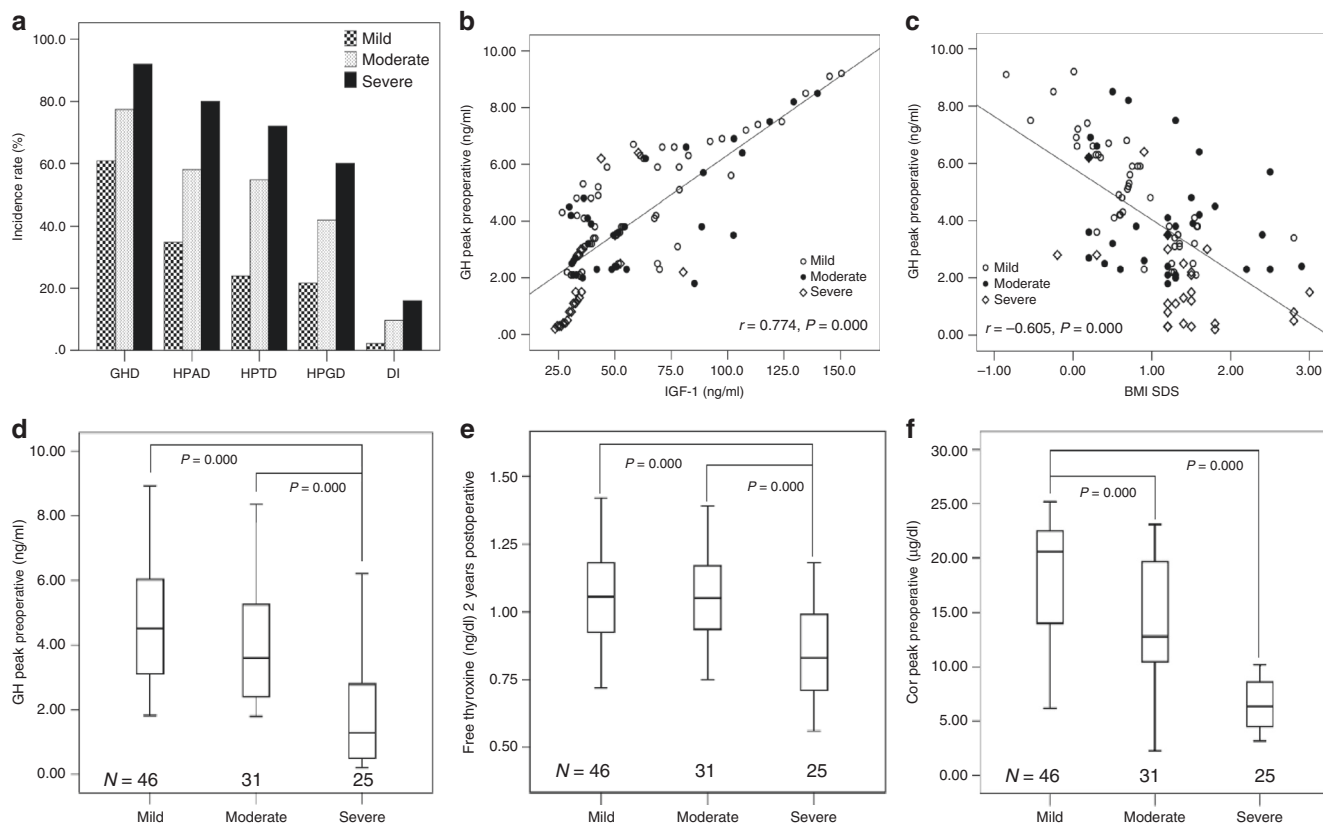 a
100.0
80.0
60.0
40.0
20.0
.0
Incidence rate (%)
Mild
Moderate
Severe
GHD HPAD HPTD HPGD DI
b
10.00
8.00
6.00
4.00
2.00
.00
GH peak preoperative (ng/ml)
Mild
Moderate
Severe
r = 0.774, P = 0.000
25.0 50.0 75.0 100.0 125.0 150.0
IGF-1 (ng/ml)
c
10.00
8.00
6.00
4.00
2.00
.00
GH peak preoperative (ng/ml)
Mild
Moderate
Severe
r = −0.605, P = 0.000
−1.00 0.00 1.00 2.00 3.00
BMI SDS
d
10.00
8.00
6.00
4.00
2.00
0.00
GH peak preoperative (ng/ml)
P = 0.000
P = 0.000
N = 46 31 25
Mild Moderate Severe
e
1.50
1.25
1.00
0.75
0.50
Free thyroxine (ng/dl) 2 years postoperative
P = 0.000
P = 0.000
N = 46 31 25
Mild Moderate Severe
f
30.00
25.00
20.00
15.00
10.00
5.00
0.00
Cor peak preoperative (µg/dl)
P = 0.000
P = 0.000
N = 46 31 25
Mild Moderate Severe